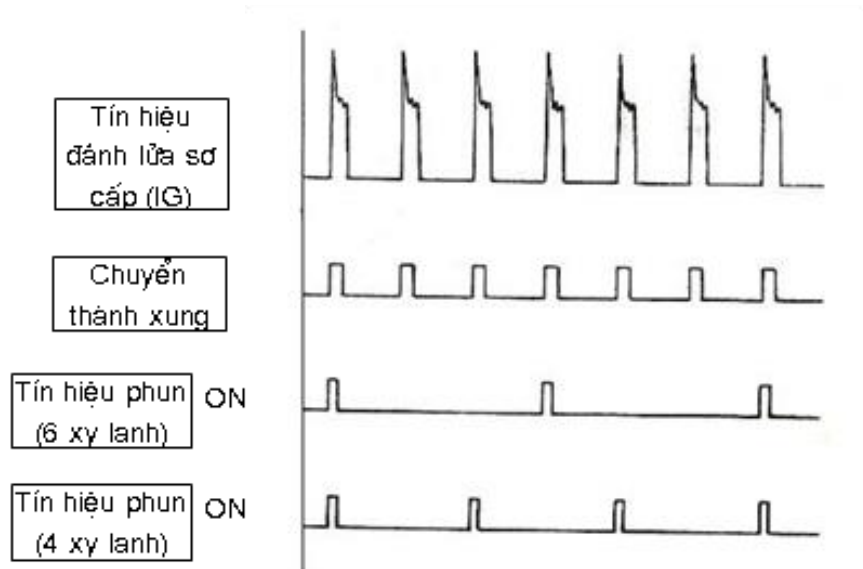 Tín hiệu
đánh lửa sơ
cấp (IG)
Chuyển
thành xung
Tín hiệu phun
(6 xy lanh)
ON
Tín hiệu phun
(4 xy lanh)
ON